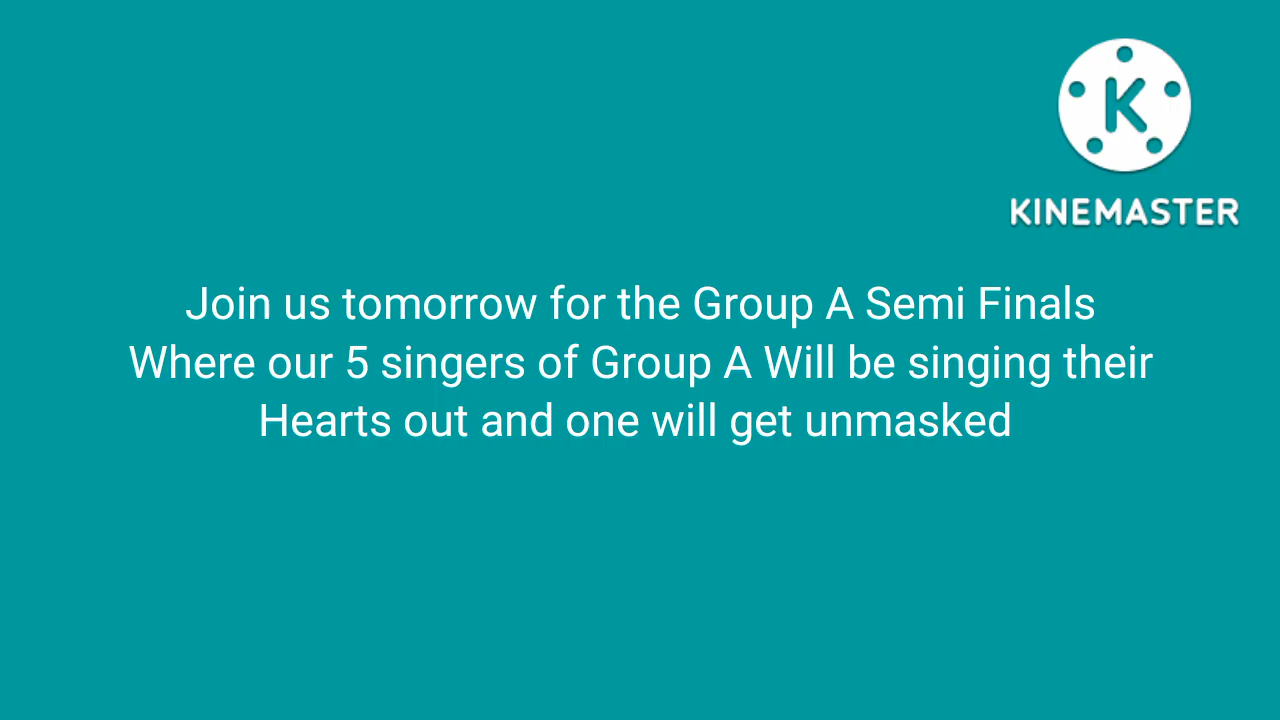 K
KINEMASTER
Join us tomorrow for the Group A Semi Finals
Where our 5 singers of Group A Will be singing their
Hearts out and one will get unmasked